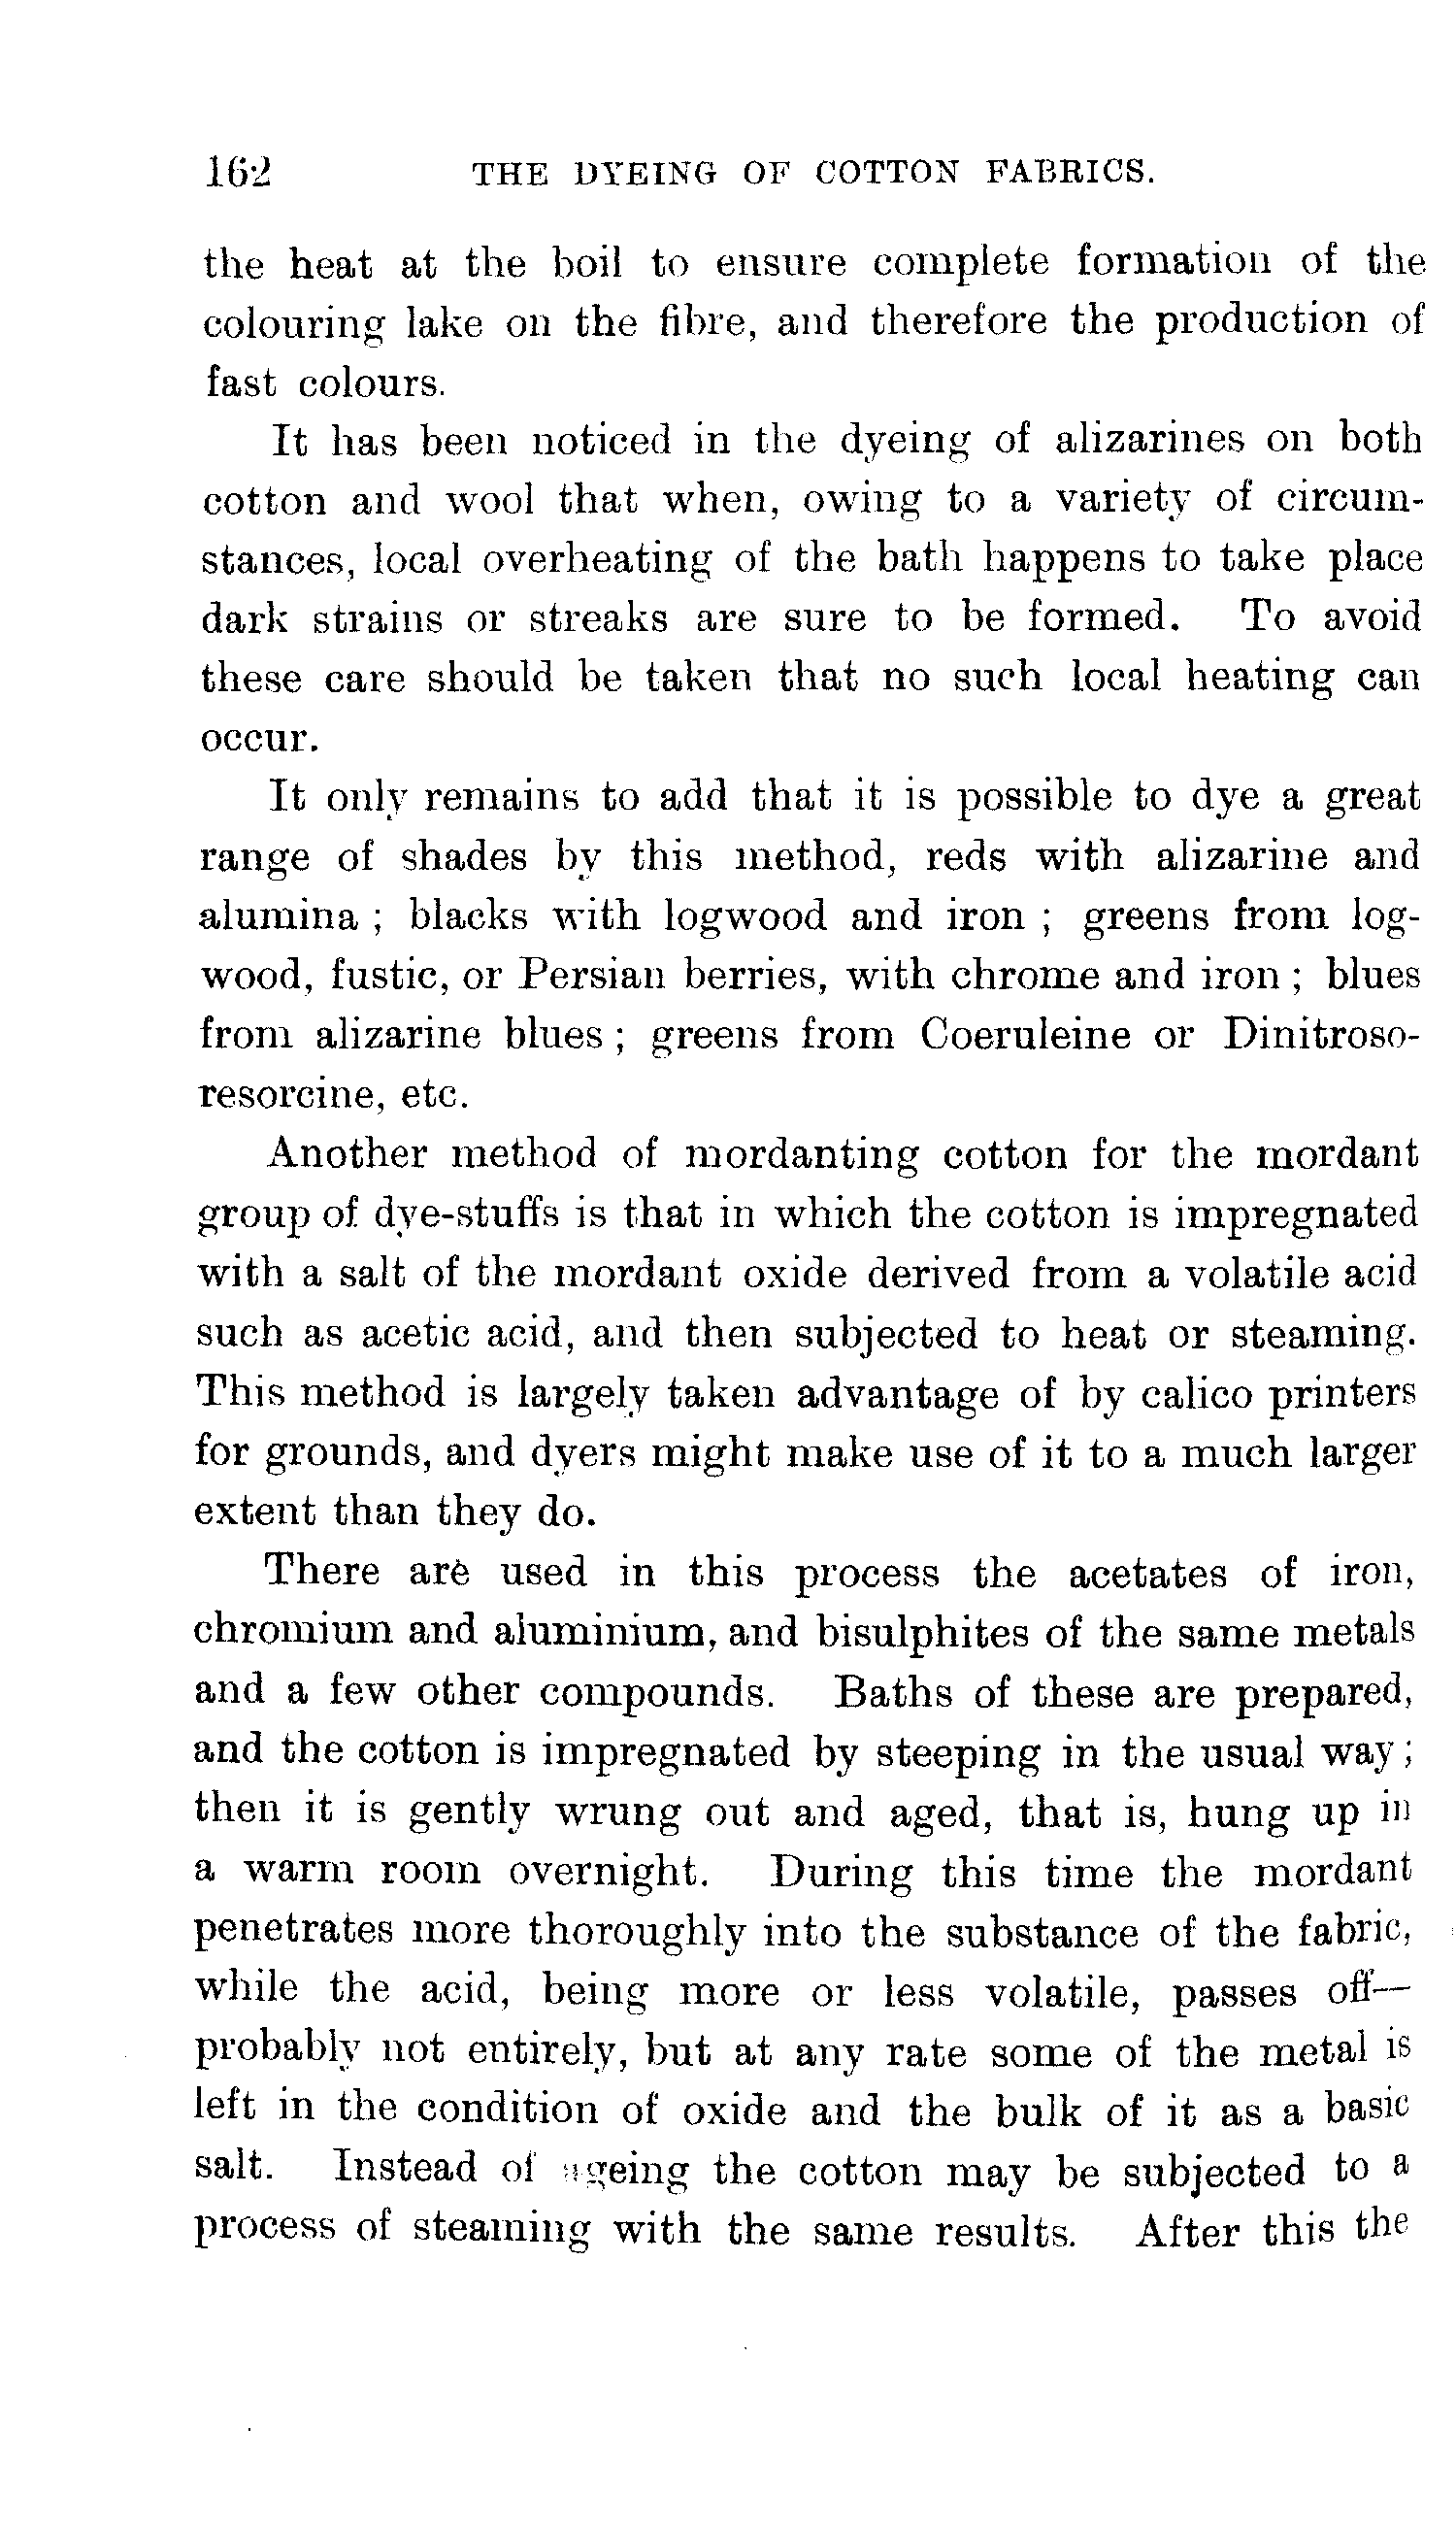 162 THE DYEING OF COTTON FABRICS.
the heat at the boil to ensure complete formation of the
colouring lake on the fibre, and therefore the production of
fast colours.
It has been noticed in the dyeing of alizarines on both
cotton and wool that when, owing to a variety of circum-
stances, local overheating of the bath happens to take place
dark strains or streaks are sure to be formed. To avoid
these care should be taken that no such local heating can
occur.
It only remains to add that it is possible to dye a great
range of shades by this method, reds with alizarine and
alumina ; blacks with logwood and iron ; greens from log-
wood, fustic, or Persian berries, with chrome and iron ; blues
from alizarine blues ; greens from Coeruleine or Dinitroso-
resorcine, etc.
Another method of mordanting cotton for the mordant
group of dye-stuffs is that in which the cotton is impregnated
with a salt of the mordant oxide derived from a volatile acid
such as acetic acid, and then subjected to heat or steaming.
This method is largely taken advantage of by calico printers
for grounds, and dyers might make use of it to a much larger
extent than they do.
There are used in this process the acetates of iron,
chromium and aluminium, and bisulphites of the same metals
and a few other compounds. Baths of these are prepared,
and the cotton is impregnated by steeping in the usual way ;
then it is gently wrung out and aged, that is, hung up in
a warm room overnight. During this time the mordant
penetrates more thoroughly into the substance of the fabric,
while the acid, being more or less volatile, passes off—
probably not entirely, but at any rate some of the metal is
left in the condition of oxide and the bulk of it as a basic
salt. Instead of ageing the cotton may be subjected to a
process of steaming with the same results. After this the